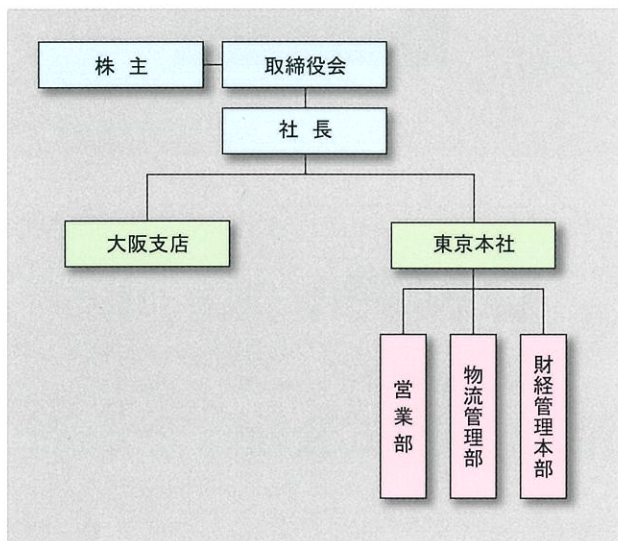 株 主
取締役会
社 長
大阪支店
東京本社
営業部
物流管理部
財経管理本部